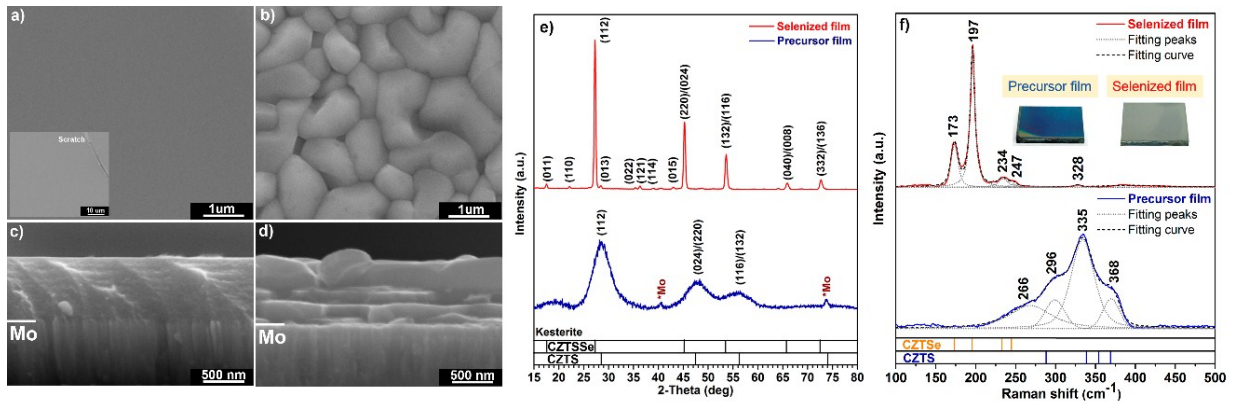 a)
Scratch
10 um
1um
b)
1um
c)
Mo
500 nm
d)
Mo
500 nm
e)
Selenized film
Precursor film
Intensity (a.u.)
(011)
(110)
(112)
(013)
(022)
(121)
(114)
(015)
(220)/(024)
(132)/(116)
(040)/(008)
(332)/(136)
(112)
*Mo
(024)/(220)
(116)/(132)
*Mo
Kesterite
CZTSSe
CZTS
15 20 25 30 35 40 45 50 55 60 65 70 75 80
2-Theta (deg)
f)
Selenized film
Fitting peaks
Fitting curve
Precursor film
Selenized film
Intensity (a.u.)
173
197
234
247
328
Precursor film
Fitting peaks
Fitting curve
266
296
335
368
CZTSe
CZTS
100 150 200 250 300 350 400 450 500
Raman shift (cm-1)